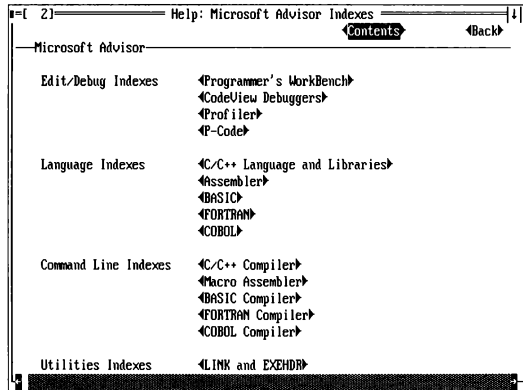 [ 2] Help: Microsoft Advisor Indexes
◄Contents► ◄Back►
Microsoft Advisor
Edit/Debug Indexes ◄Programmer's WorkBench►
◄CodeView Debuggers►
◄Profiler►
◄P-Code►
Language Indexes ◄C/C++ Language and Libraries►
◄Assembler►
◄BASIC►
◄FORTRAN►
◄COBOL►
Command Line Indexes ◄C/C++ Compiler►
◄Macro Assembler►
◄BASIC Compiler►
◄FORTRAN Compiler►
◄COBOL Compiler►
Utilities Indexes ◄LINK and EXEHDR►